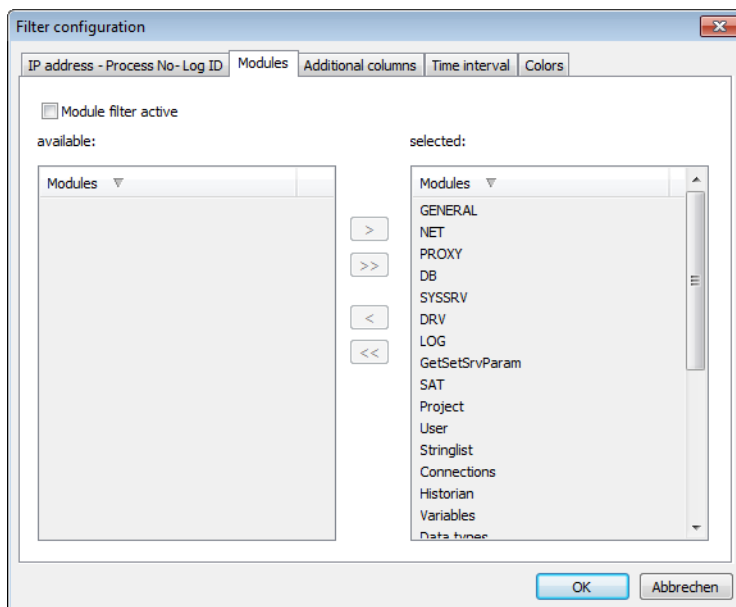 Filter configuration
IP address - Process No- Log ID Modules Additional columns Time interval Colors
Module filter active
available: selected:
Modules Modules
GENERAL
NET
> PROXY
>> DB
SYSSRV
< DRV
LOG
<< GetSetSrvParam
SAT
Project
User
Stringlist
Connections
Historian
Variables
Data types
OK Abbrechen